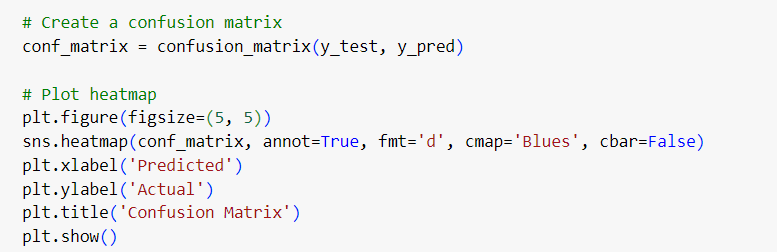 # Create a confusion matrix
conf_matrix = confusion_matrix(y_test, y_pred)
# Plot heatmap
plt.figure(figsize=(5, 5))
sns.heatmap(conf_matrix, annot=True, fmt='d', cmap='Blues', cbar=False)
plt.xlabel('Predicted')
plt.ylabel('Actual')
plt.title('Confusion Matrix')
plt.show()